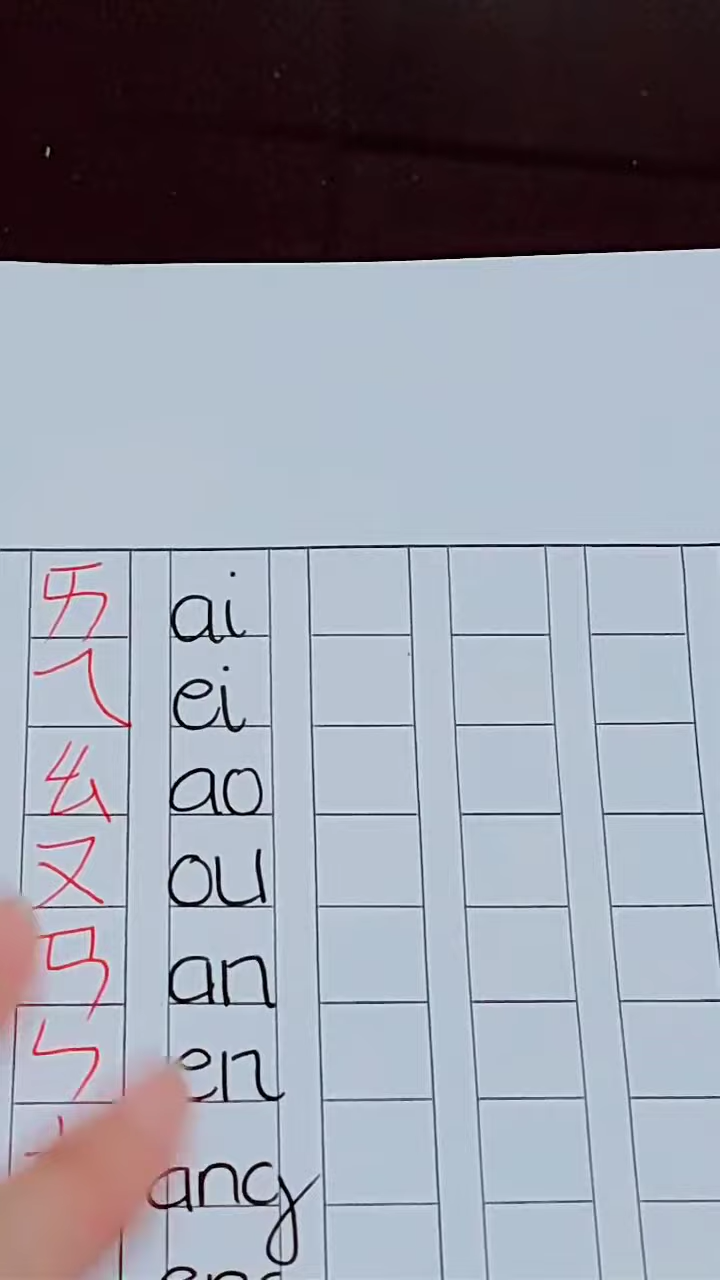 ㄞ ai
ㄟ ei
ㄠ ao
ㄡ ou
ㄢ an
ㄣ en
ang